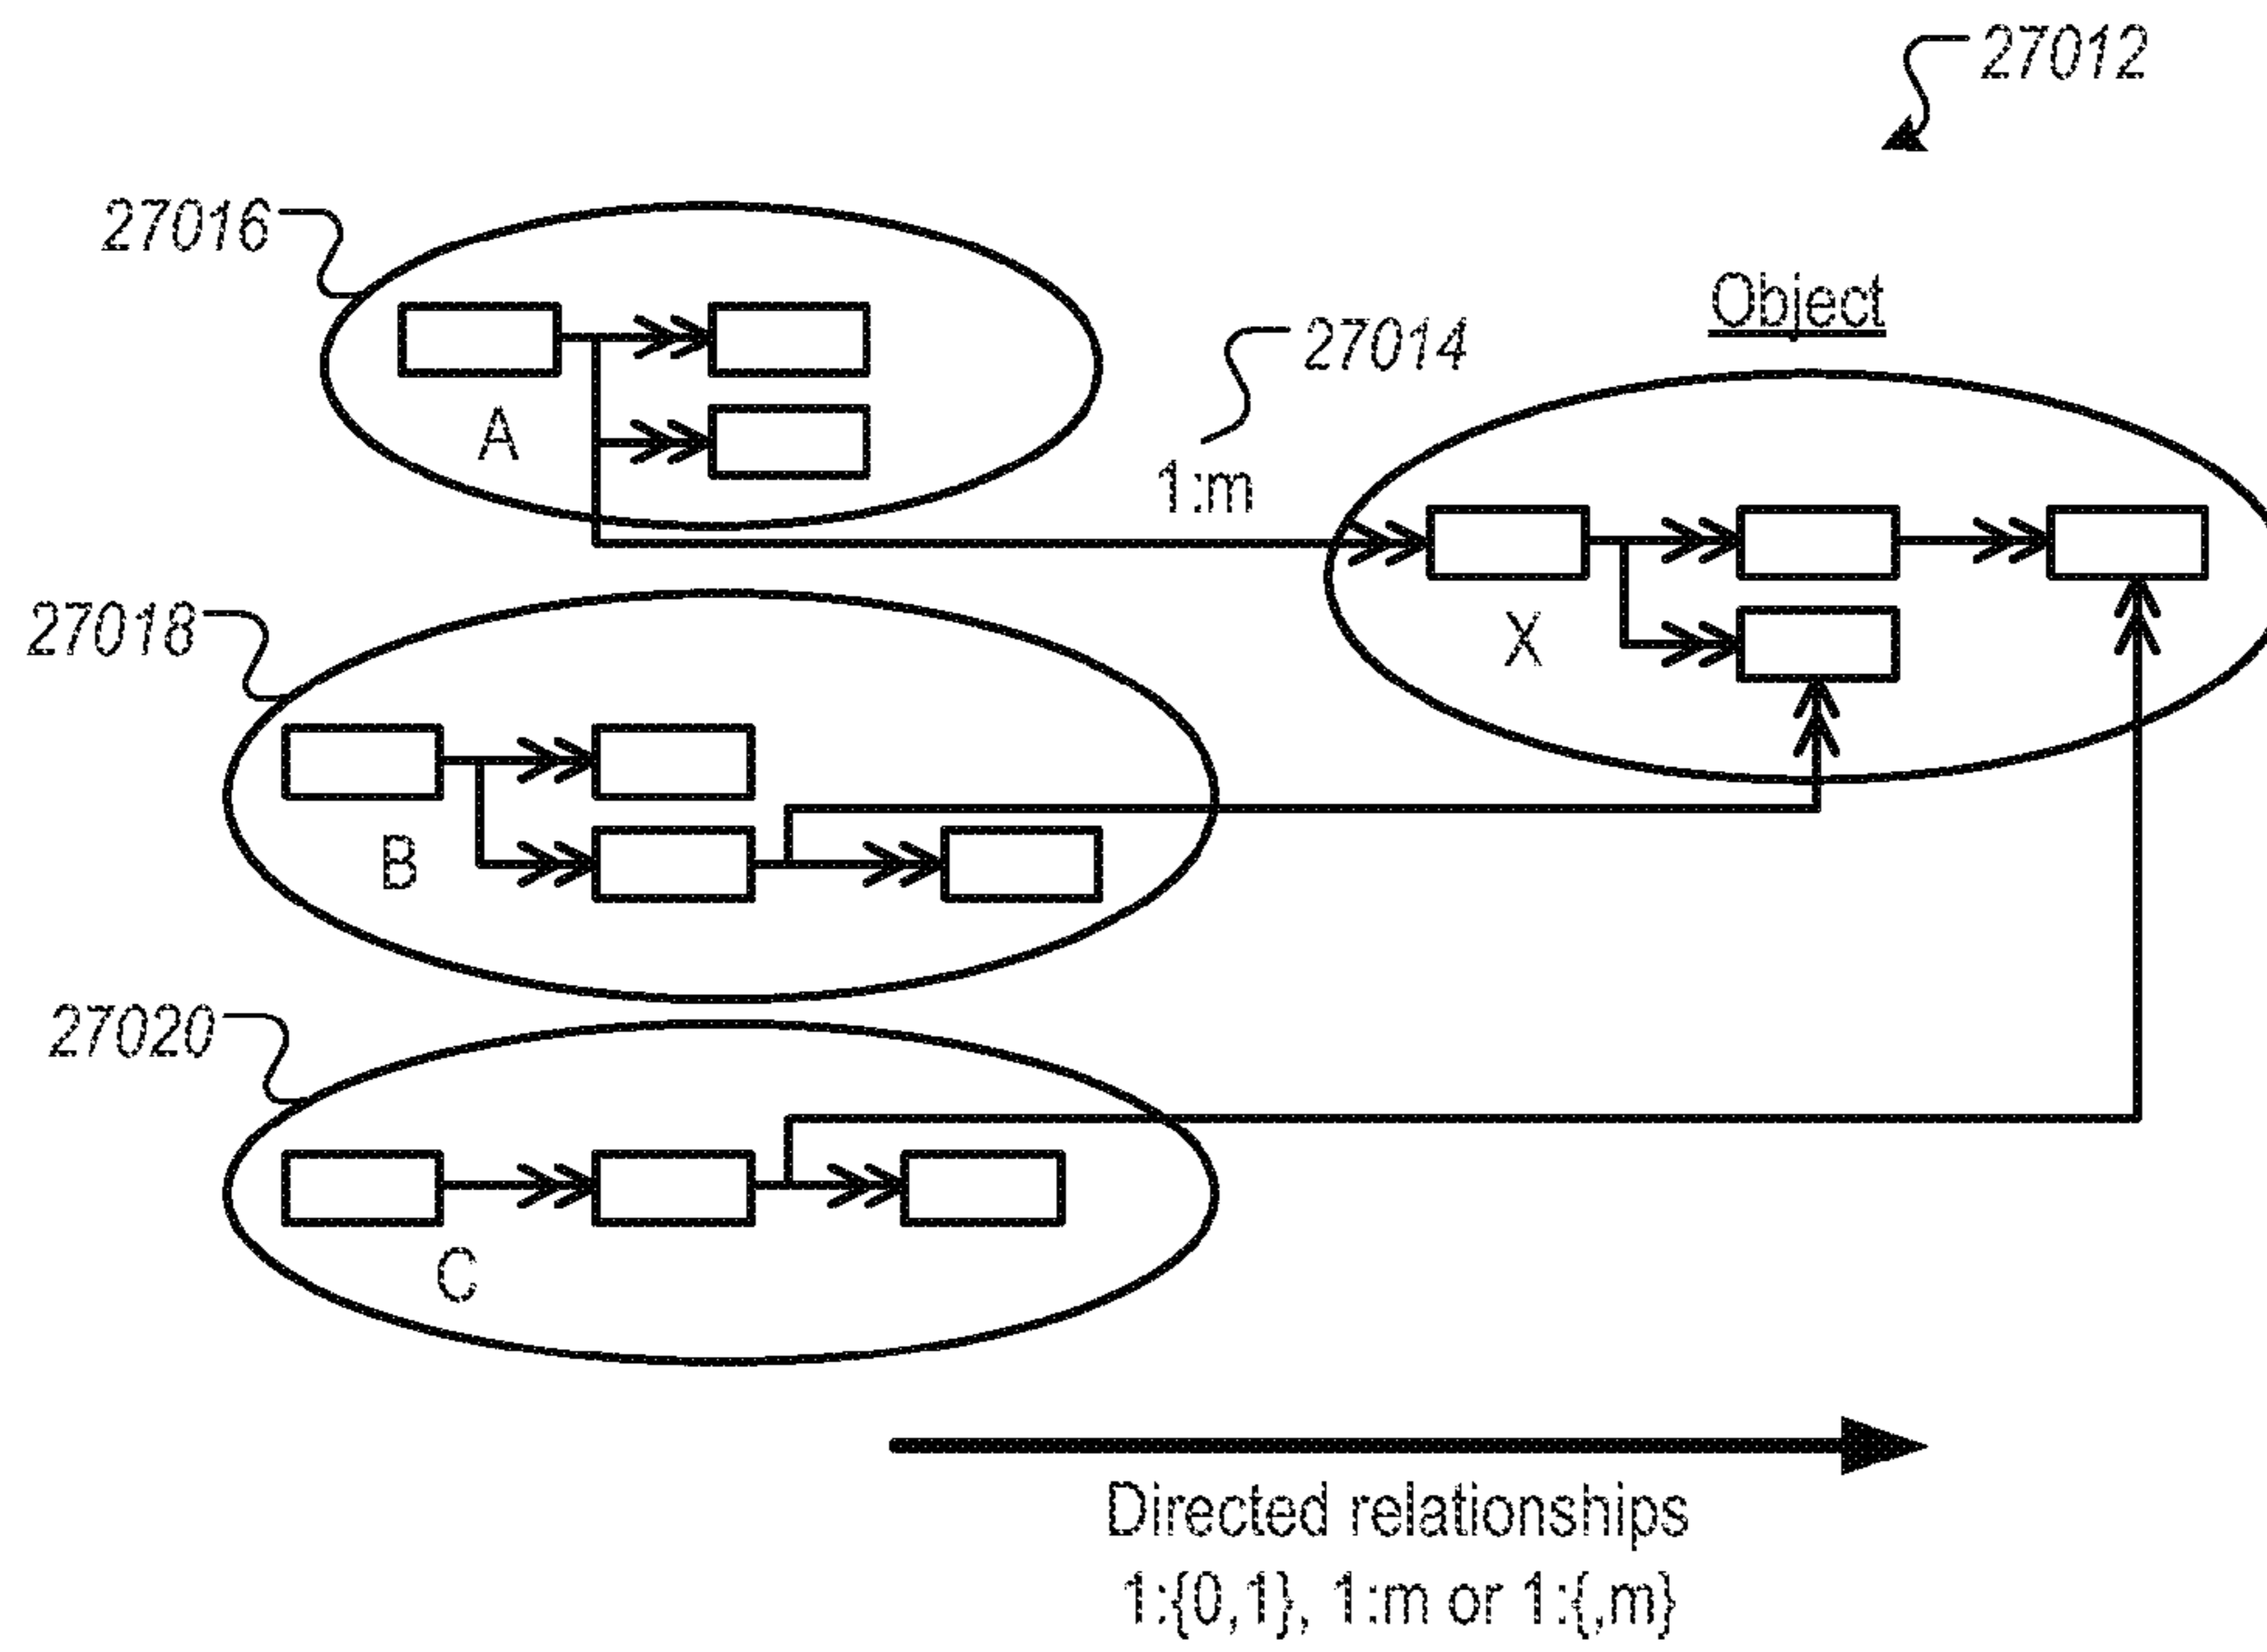 27012
27016
Object
27014
A
1:m
27018
X
B
27020
C
Directed relationships
1:{0,1}, 1:m or 1:{,m}